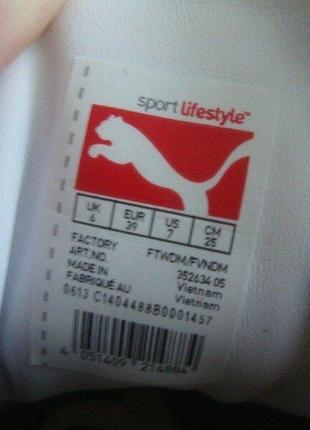 sport lifestyle™
UK EUR US CM
6 39 7 25
FACTORY FTWDM/FVNDM
ART.NO. 352634 05
MADE IN Vietnam
FABRIQUÉ AU Vietnam
0613 C1404488B0001457
4 051409 214884